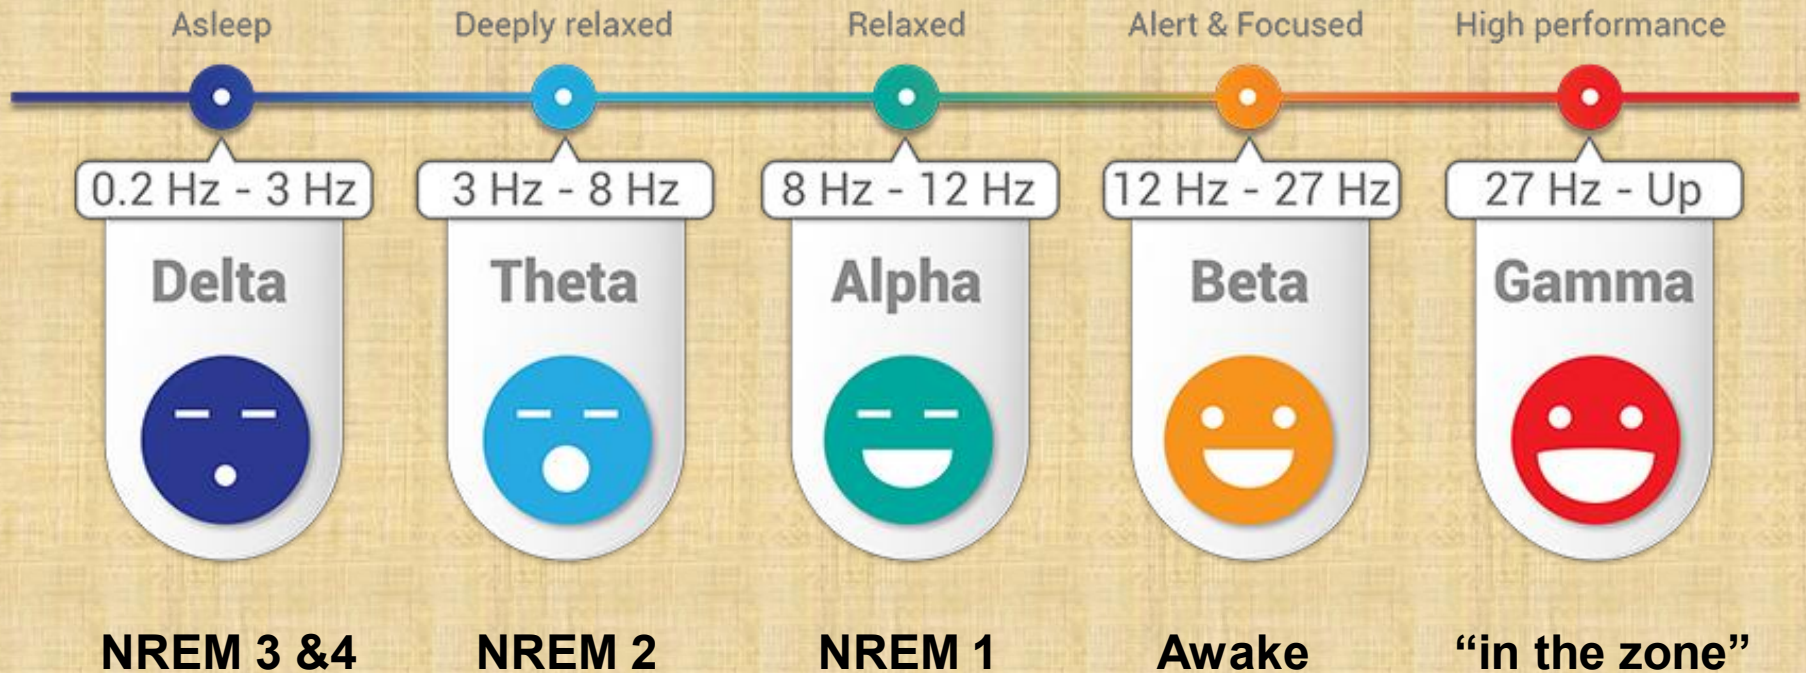 Asleep Deeply relaxed Relaxed Alert & Focused High performance
0.2 Hz - 3 Hz 3 Hz - 8 Hz 8 Hz - 12 Hz 12 Hz - 27 Hz 27 Hz - Up
Delta Theta Alpha Beta Gamma
NREM 3 &4 NREM 2 NREM 1 Awake “in the zone”